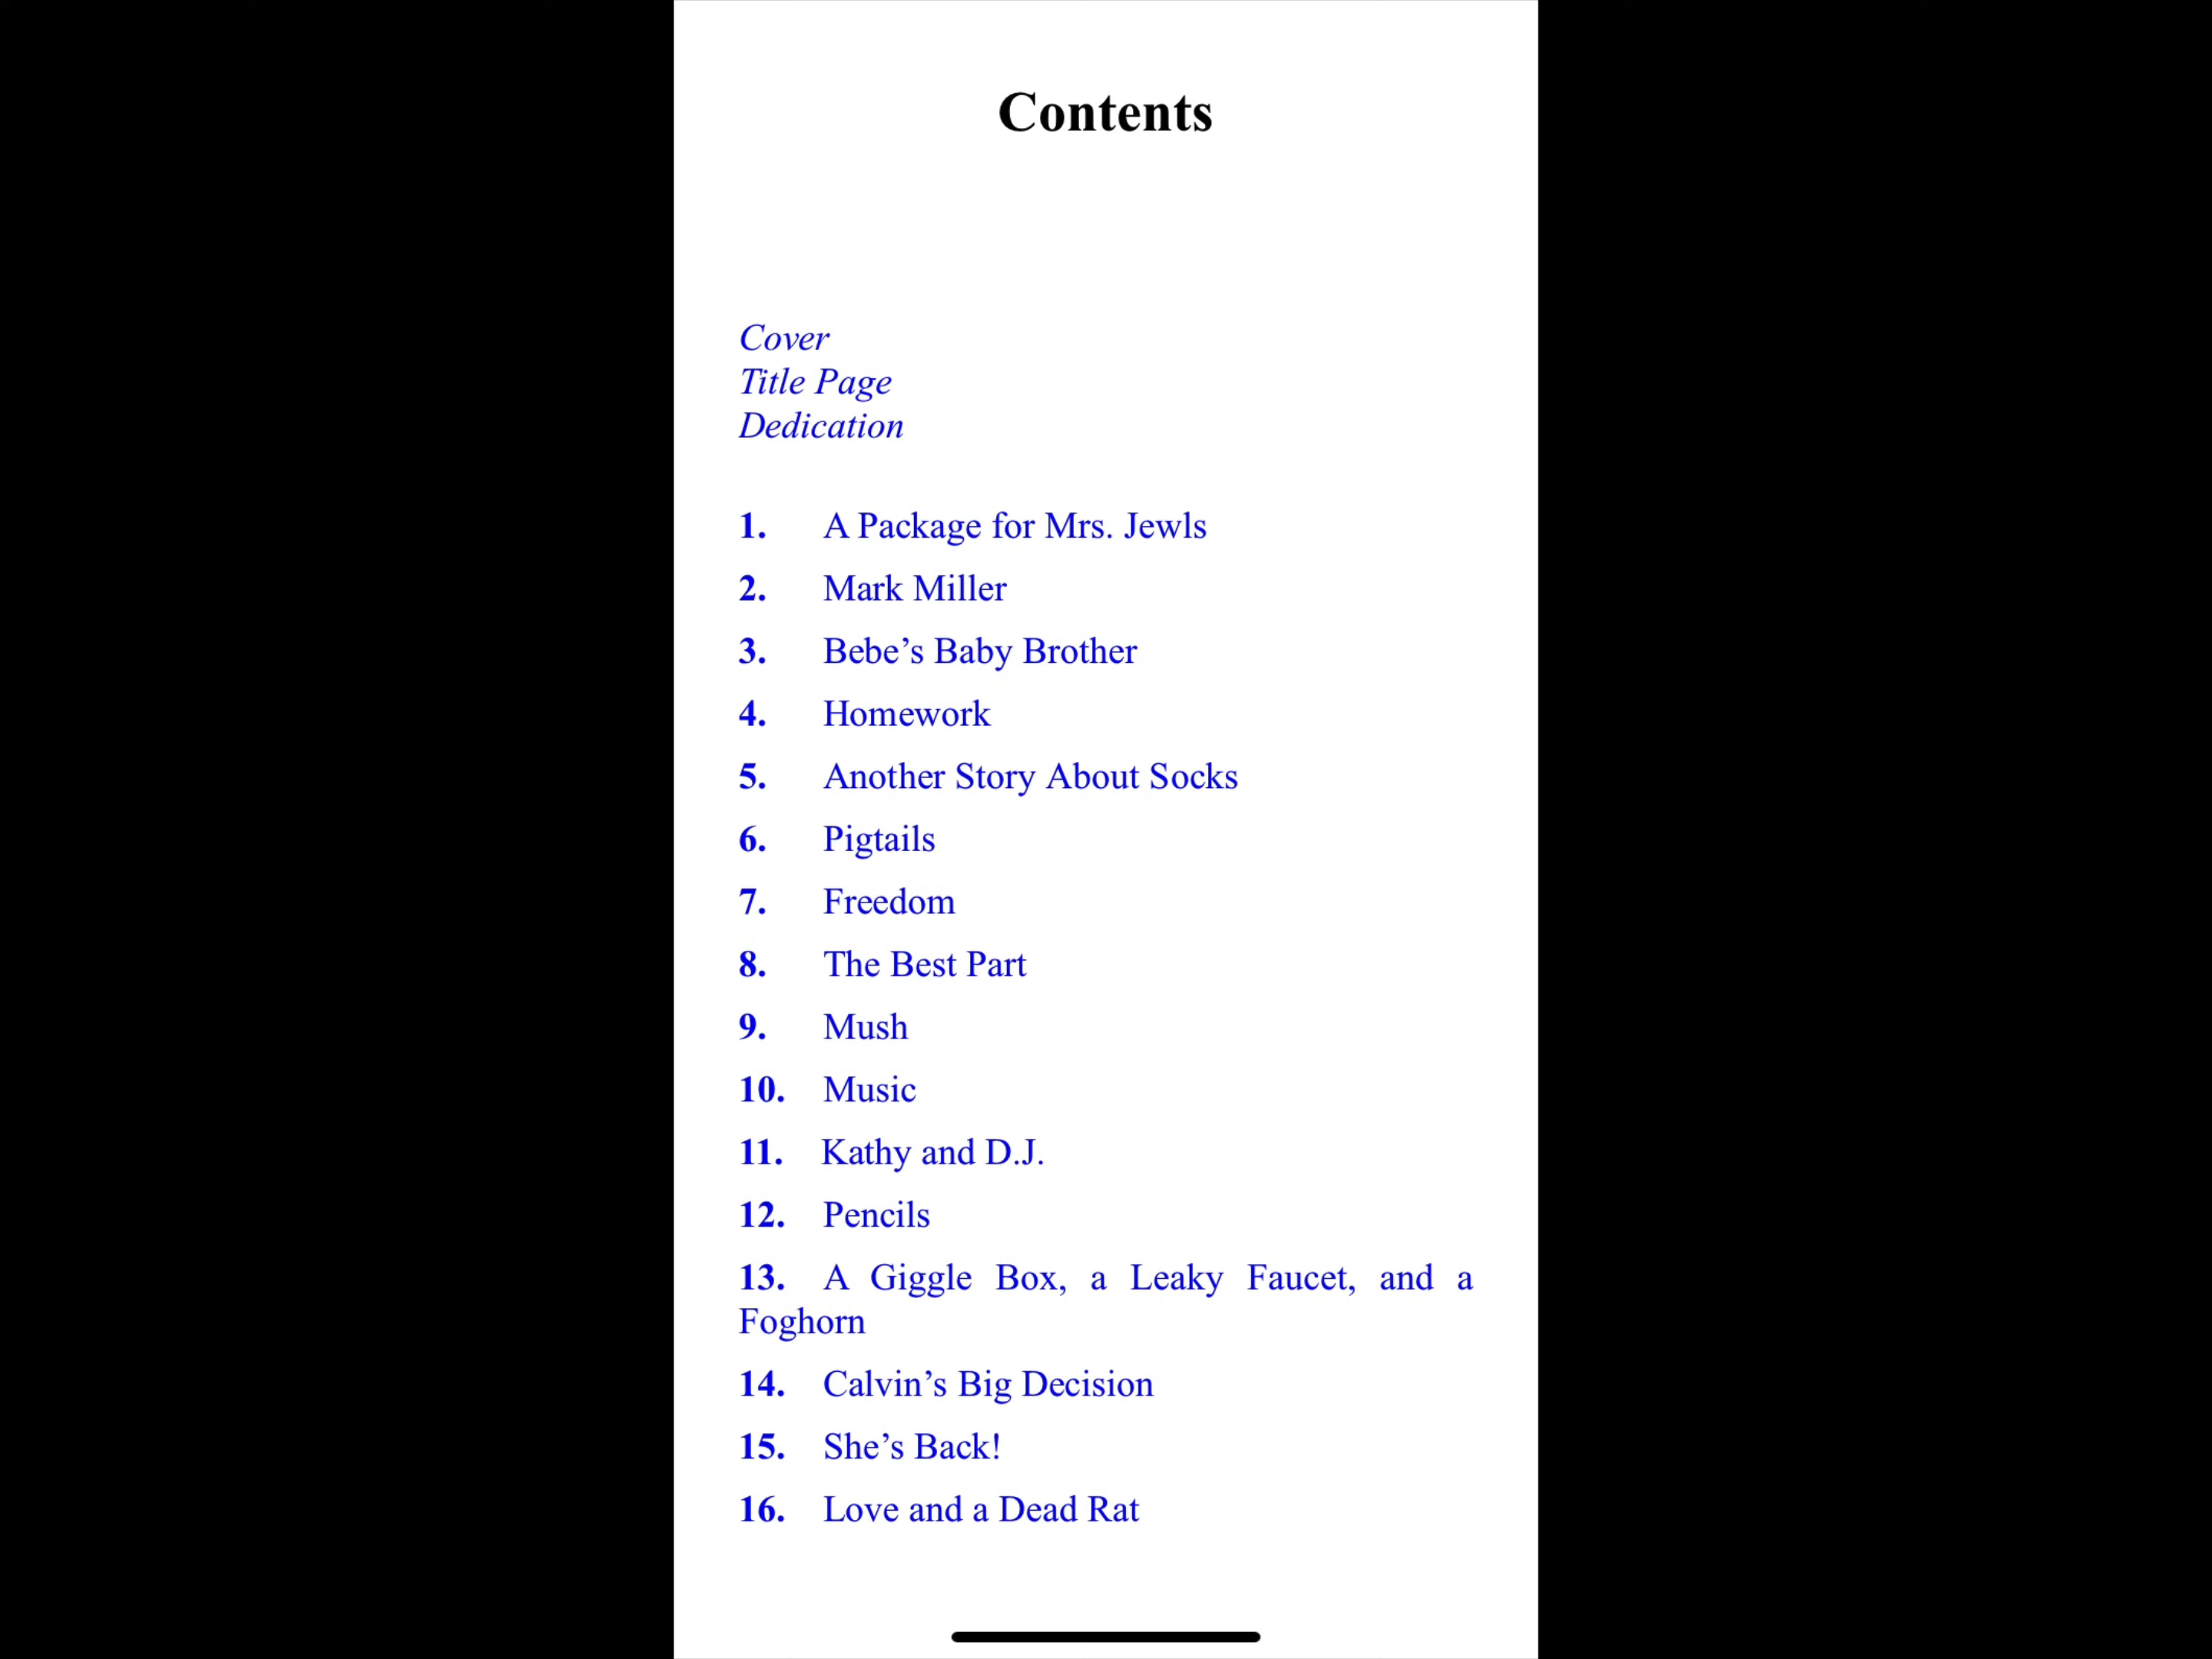 Contents
Cover
Title Page
Dedication
1. A Package for Mrs. Jewls
2. Mark Miller
3. Bebe’s Baby Brother
4. Homework
5. Another Story About Socks
6. Pigtails
7. Freedom
8. The Best Part
9. Mush
10. Music
11. Kathy and D.J.
12. Pencils
13. A Giggle Box, a Leaky Faucet, and a
Foghorn
14. Calvin’s Big Decision
15. She’s Back!
16. Love and a Dead Rat